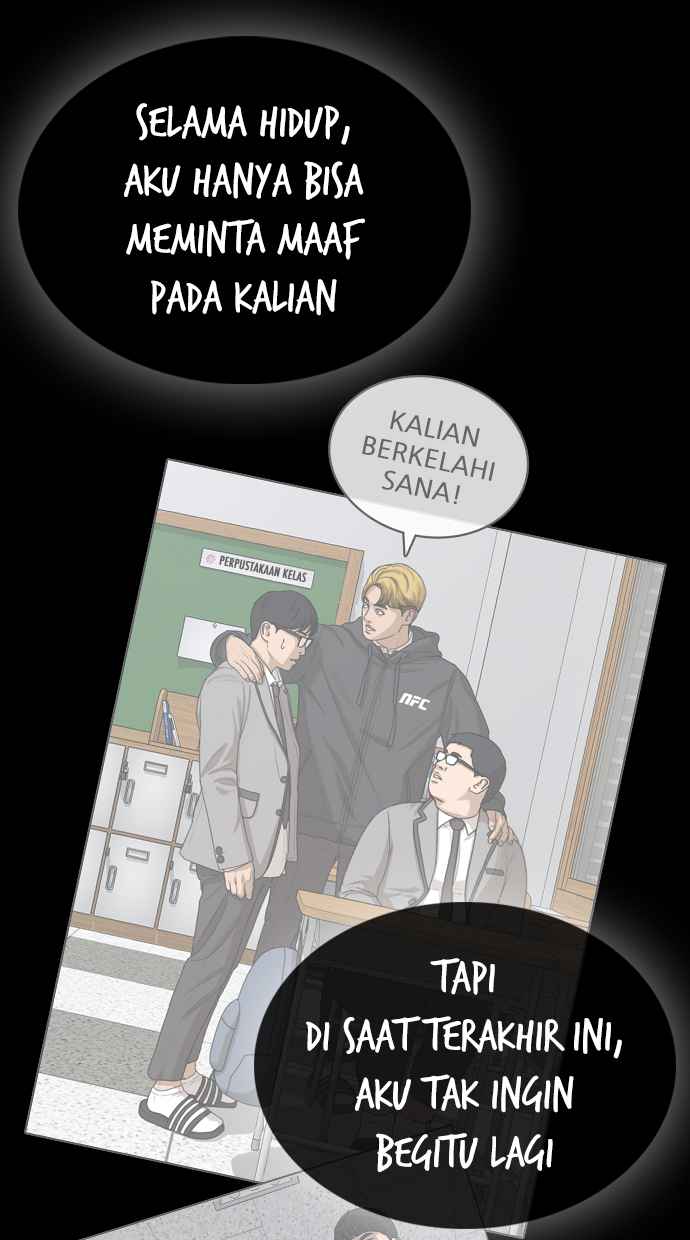 SELAMA HIDUP,
AKU HANYA BISA
MEMINTA MAAF
PADA KALIAN
KALIAN
BERKELAHI
SANA!
PERPUSTAKAAN KELAS
NFC
TAPI
DI SAAT TERAKHIR INI,
AKU TAK INGIN
BEGITU LAGI